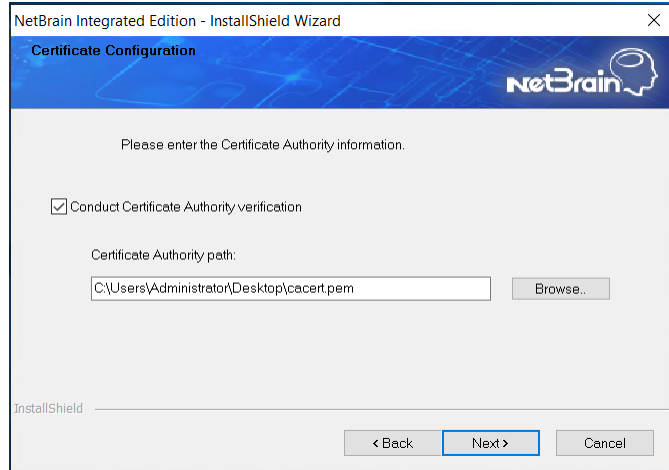 NetBrain Integrated Edition - InstallShield Wizard
Certificate Configuration
NetBrain
Please enter the Certificate Authority information.
Conduct Certificate Authority verification
Certificate Authority path:
C:\Users\Administrator\Desktop\cacert.pem
Browse..
InstallShield
< Back
Next >
Cancel